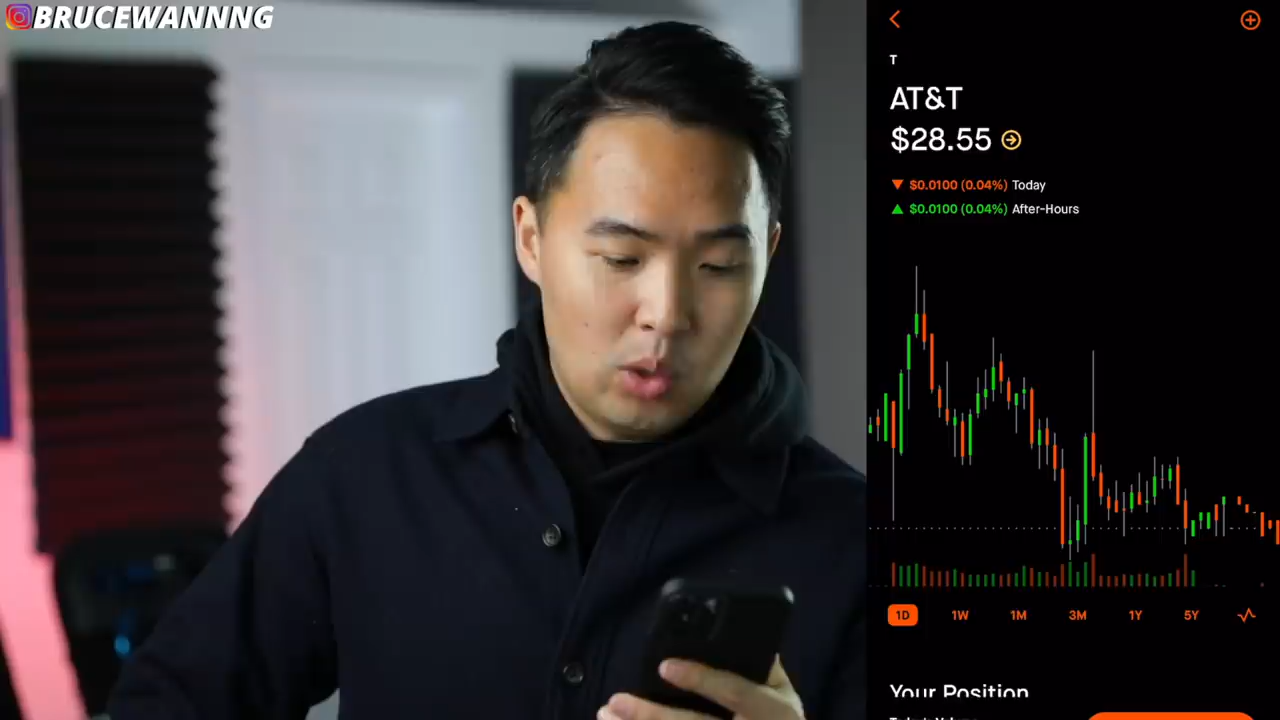 BRUCEWANNNG
T
AT&T
$28.55
▼ $0.0100 (0.04%) Today
▲ $0.0100 (0.04%) After-Hours
1D 1W 1M 3M 1Y 5Y
Your Position